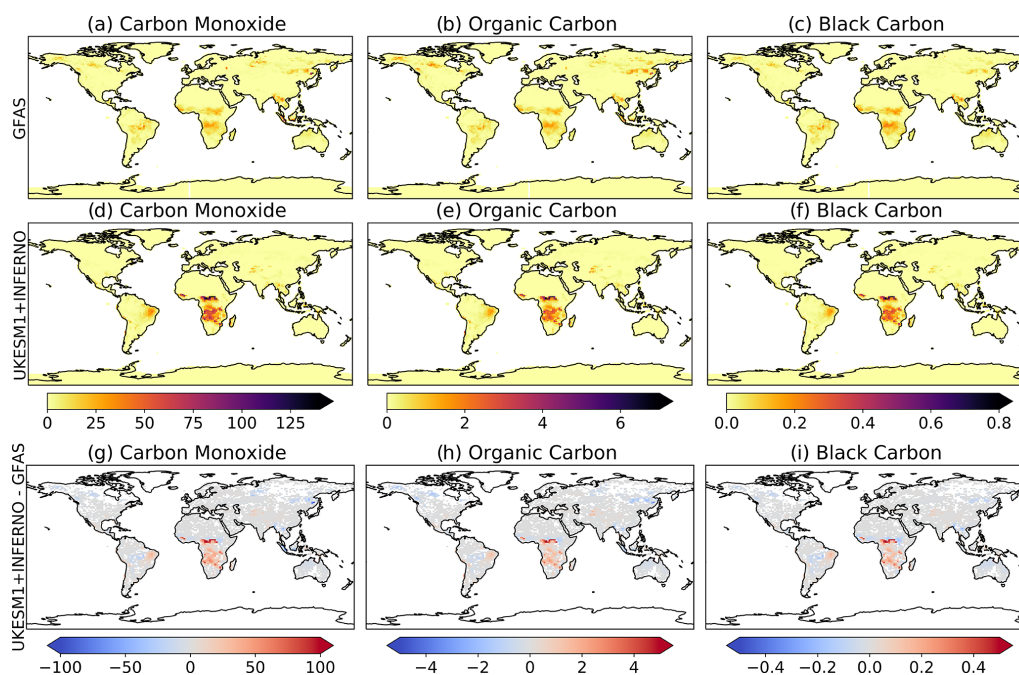 (a) Carbon Monoxide
(b) Organic Carbon
(c) Black Carbon
GFAS
(d) Carbon Monoxide
(e) Organic Carbon
(f) Black Carbon
UKESM1+INFERNO
0 25 50 75 100 125
0 2 4 6
0.0 0.2 0.4 0.6 0.8
(g) Carbon Monoxide
(h) Organic Carbon
(i) Black Carbon
UKESM1+INFERNO - GFAS
−100 −50 0 50 100
−4 −2 0 2 4
−0.4 −0.2 0.0 0.2 0.4